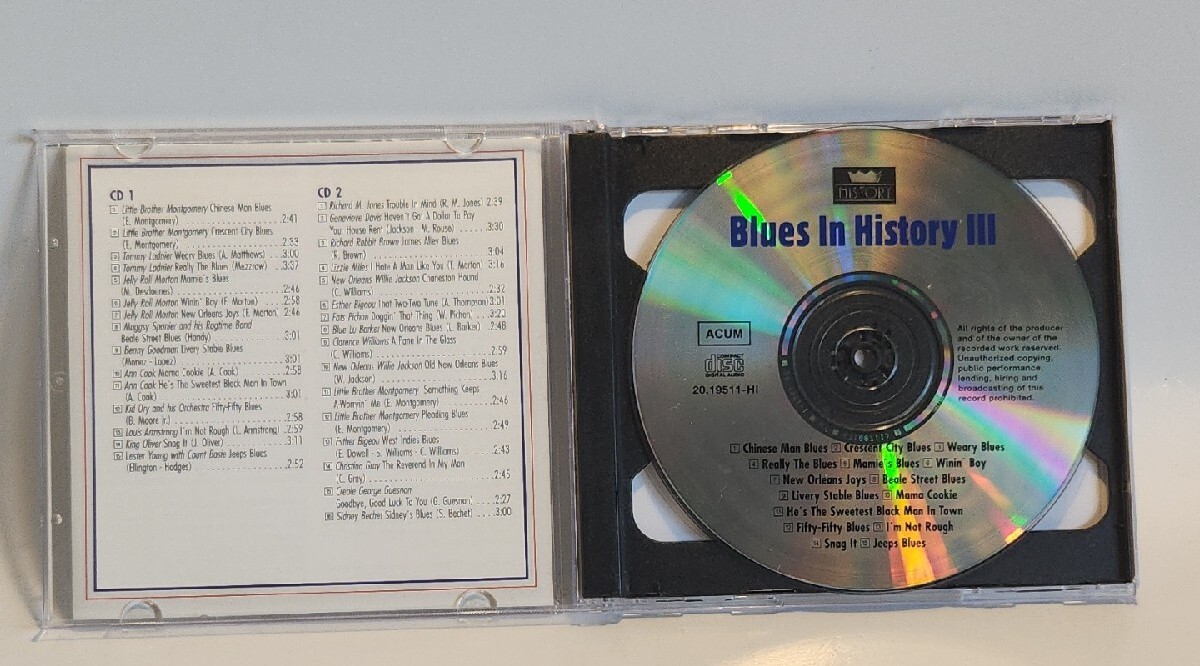 CD 1
1 Little Brother Montgomery Chinese Man Blues
(E. Montgomery) 2:41
2 Little Brother Montgomery Crescent City Blues
(E. Montgomery) 2:33
3 Tommy Ladnier Weary Blues (A. Matthews) 3:00
4 Tommy Ladnier Really The Blues (Mezzrow) 3:37
5 Jelly Roll Morton Mamie's Blues
(M. Desdounes) 2:46
6 Jelly Roll Morton Winin' Boy (F. Morton) 2:58
7 Jelly Roll Morton New Orleans Joys (F. Morton) 2:46
8 Muggsy Spanier and his Ragtime Band
Beale Street Blues (Handy) 3:01
9 Benny Goodman Livery Stable Blues
(Nunez - Lopez) 3:01
10 Ann Cook Mama Cookie (A. Cook) 2:58
11 Ann Cook He's The Sweetest Black Man In Town
(A. Cook) 3:01
12 Kid Ory and his Orchestra Fifty-Fifty Blues
(B. Moore jr.) 2:58
13 Louis Armstrong I'm Not Rough (L. Armstrong) 2:59
14 King Oliver Snag It (J. Oliver) 3:11
15 Lester Young with Count Basie Jeeps Blues
(Ellington - Hodges) 2:52
CD 2
1 Richard M. Jones Trouble In Mind (R. M. Jones) 2:39
2 Genevieve Davis Haven't Got A Dollar To Pay
You House Rent (Jackson - M. Rouse) 3:30
3 Richard Rabbit Brown James Alley Blues
(R. Brown) 3:04
4 Lizzie Miles I Hate A Man Like You (T. Morton) 3:16
5 New Orleans Willie Jackson Charleston Hound
(C. Williams) 2:32
6 Esther Bigeou That Two-Two Tune (A. Thompson) 3:01
7 Fats Pichon Doggin' That Thing (W. Pichon) 3:23
8 Blue Lu Barker New Orleans Blues (L. Barker) 2:48
9 Clarence Williams A Pane In The Glass
(C. Williams) 2:59
10 New Orleans Willie Jackson Old New Orleans Blues
(W. Jackson) 3:16
11 Little Brother Montgomery Something Keeps
A-Worryin' Me (E. Montgomery) 2:46
12 Little Brother Montgomery Pleading Blues
(E. Montgomery) 2:49
13 Esther Bigeou West Indies Blues
(E. Dowell - S. Williams - C. Williams) 2:43
14 Christina Gray The Reverend In My Man
(C. Gray) 2:45
15 Creole George Guesnon
Goodbye, Good Luck To You (G. Guesnon) 2:27
16 Sidney Bechet Sidney's Blues (S. Bechet) 3:00
HISTORY
Blues In History III
ACUM
COMPACT
disc
DIGITAL AUDIO
20.19511-HI
All rights of the producer
and of the owner of the
recorded work reserved.
Unauthorized copying,
public performance,
lending, hiring and
broadcasting of this
record prohibited.
1 Chinese Man Blues 2 Crescent City Blues 3 Weary Blues
4 Really The Blues 5 Mamie's Blues 6 Winin' Boy
7 New Orleans Joys 8 Beale Street Blues
9 Livery Stable Blues 10 Mama Cookie
11 He's The Sweetest Black Man In Town
12 Fifty-Fifty Blues 13 I'm Not Rough
14 Snag It 15 Jeeps Blues